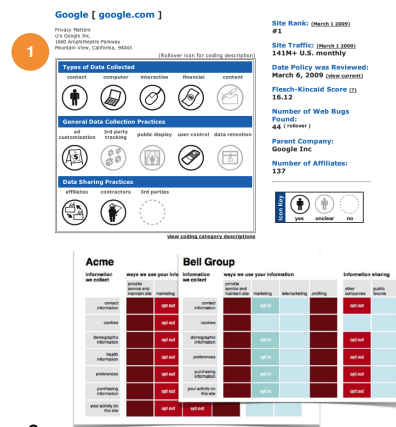 Google [ google.com ]
Privacy Matters
c/o Google Inc.
1600 Amphitheatre Parkway
Mountain View, California, 94043
(Rollover icon for coding description)
1
Types of Data Collected
contact computer interactive financial content
General Data Collection Practices
ad customization 3rd party tracking public display user control data retention
Data Sharing Practices
affiliates contractors 3rd parties
view coding category descriptions
Site Rank: (March 1 2009)
#1
Site Traffic: (March 1 2009)
141M+ U.S. monthly
Date Policy was Reviewed:
March 6, 2009 (view current)
Flesch-Kincaid Score (?)
16.12
Number of Web Bugs
Found:
44 (rollover)
Parent Company:
Google Inc
Number of Affiliates:
137
Icon Key
yes unclear no
Acme
information we collect
ways we use your info
provide service and maintain site
marketing
contact information
opt out
cookies
demographic information
opt out
health information
opt out
preferences
opt out
purchasing information
opt out
your activity on this site
opt out opt out
Bell Group
information we collect
ways we use your information
information sharing
provide service and maintain site
marketing
telemarketing
profiling
other companies
public forums
contact information
opt in
opt out
cookies
demographic information
opt in
opt out
preferences
opt in
opt out
purchasing information
opt in
opt out
your activity on this site
opt in
opt out